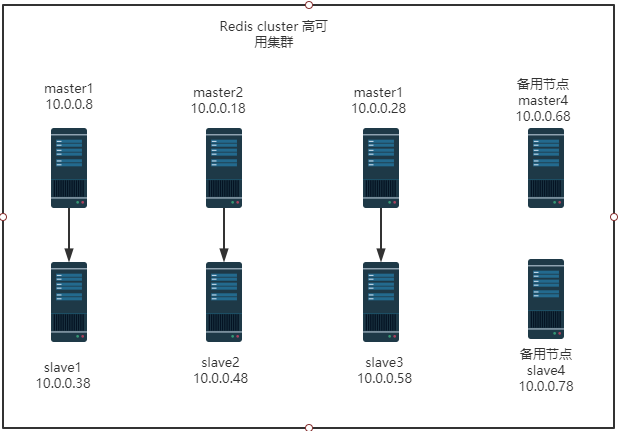 Redis cluster 高可
用集群
master1
10.0.0.8
master2
10.0.0.18
master1
10.0.0.28
备用节点
master4
10.0.0.68
slave1
10.0.0.38
slave2
10.0.0.48
slave3
10.0.0.58
备用节点
slave4
10.0.0.78